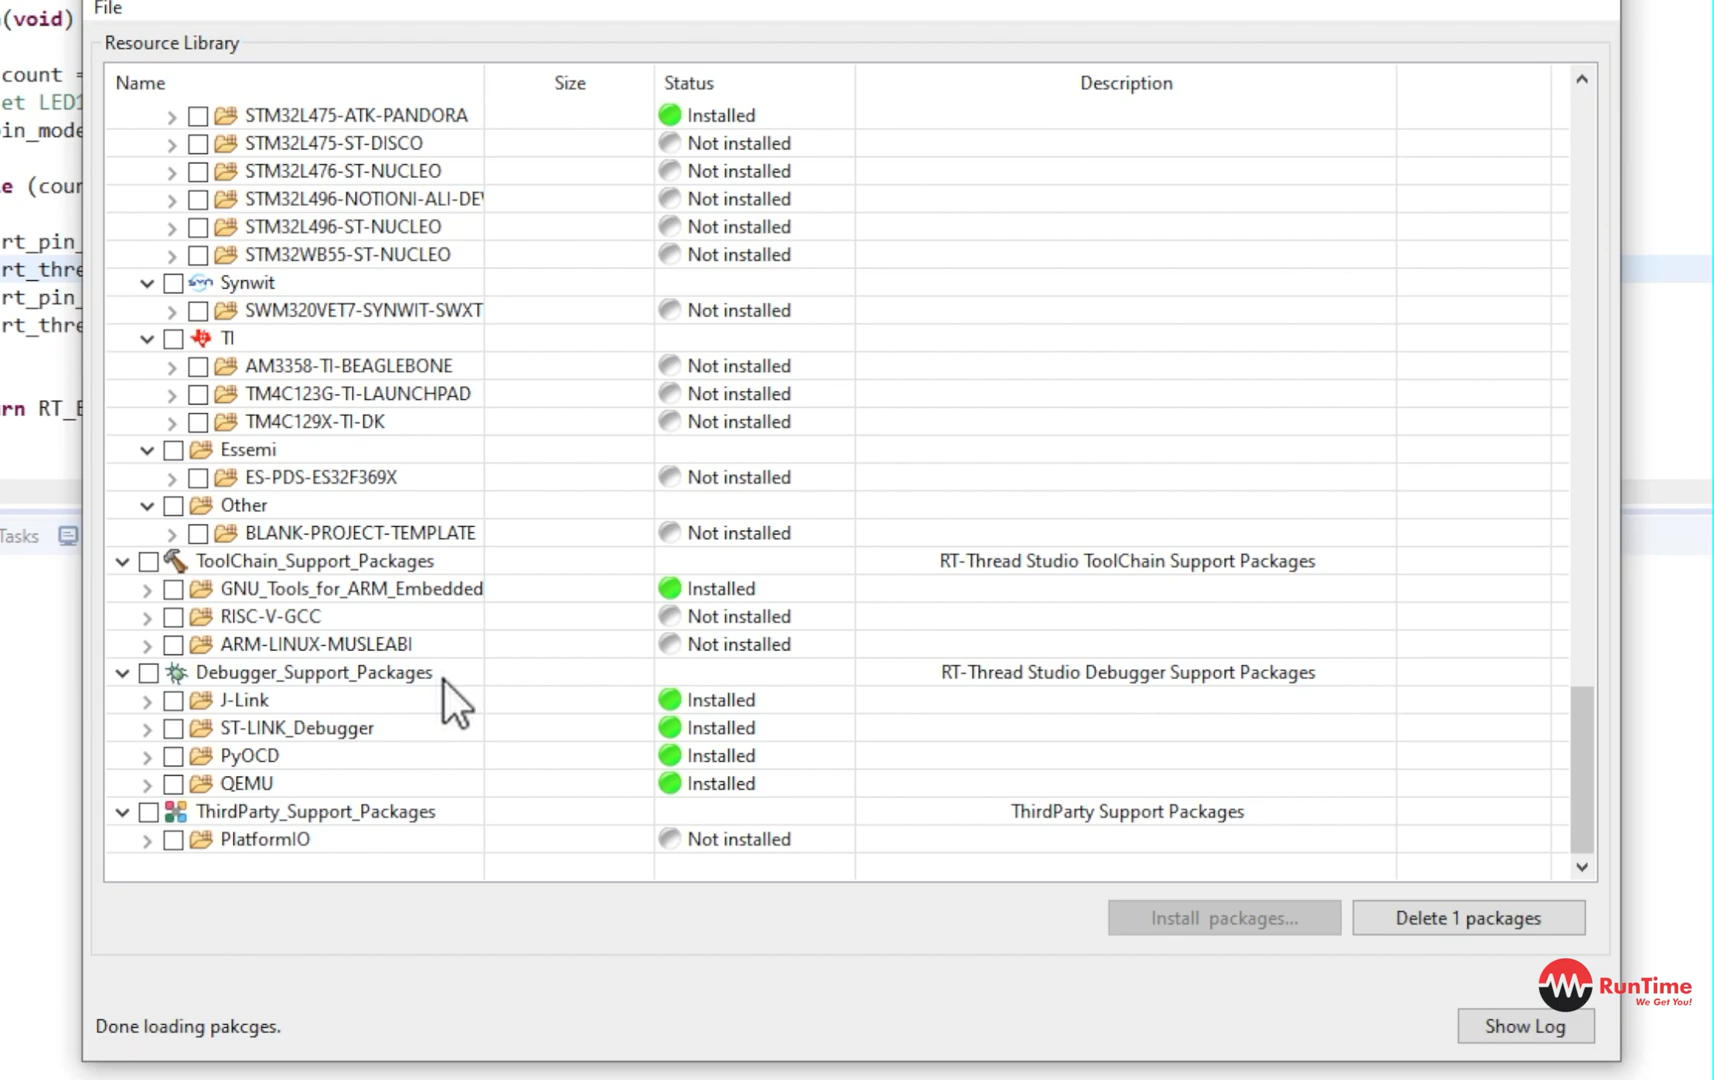 File
(void)
Resource Library
Name Size Status Description
count =
et LED1
in_mode
e (cour
rt_pin_
rt_thre
rt_pin_
rt_thre
rn RT_E
Tasks
STM32L475-ATK-PANDORA Installed
STM32L475-ST-DISCO Not installed
STM32L476-ST-NUCLEO Not installed
STM32L496-NOTIONI-ALI-DEV Not installed
STM32L496-ST-NUCLEO Not installed
STM32WB55-ST-NUCLEO Not installed
Synwit
SWM320VET7-SYNWIT-SWXT Not installed
TI
AM3358-TI-BEAGLEBONE Not installed
TM4C123G-TI-LAUNCHPAD Not installed
TM4C129X-TI-DK Not installed
Essemi
ES-PDS-ES32F369X Not installed
Other
BLANK-PROJECT-TEMPLATE Not installed
ToolChain_Support_Packages RT-Thread Studio ToolChain Support Packages
GNU_Tools_for_ARM_Embedded Installed
RISC-V-GCC Not installed
ARM-LINUX-MUSLEABI Not installed
Debugger_Support_Packages RT-Thread Studio Debugger Support Packages
J-Link Installed
ST-LINK_Debugger Installed
PyOCD Installed
QEMU Installed
ThirdParty_Support_Packages ThirdParty Support Packages
PlatformIO Not installed
Install packages... Delete 1 packages
RunTime
We Get You!
Done loading pakcges. Show Log